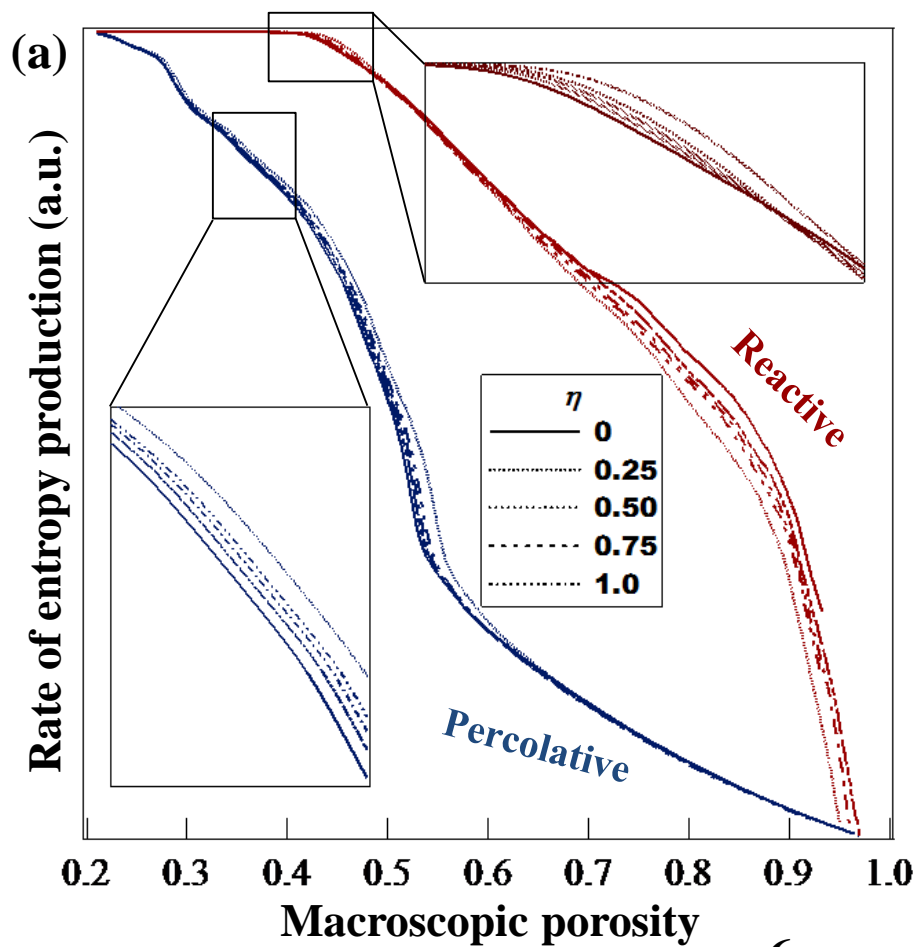 (a)
Rate of entropy production (a.u.)
Reactive
η
0
0.25
0.50
0.75
1.0
Percolative
0.2 0.3 0.4 0.5 0.6 0.7 0.8 0.9 1.0
Macroscopic porosity